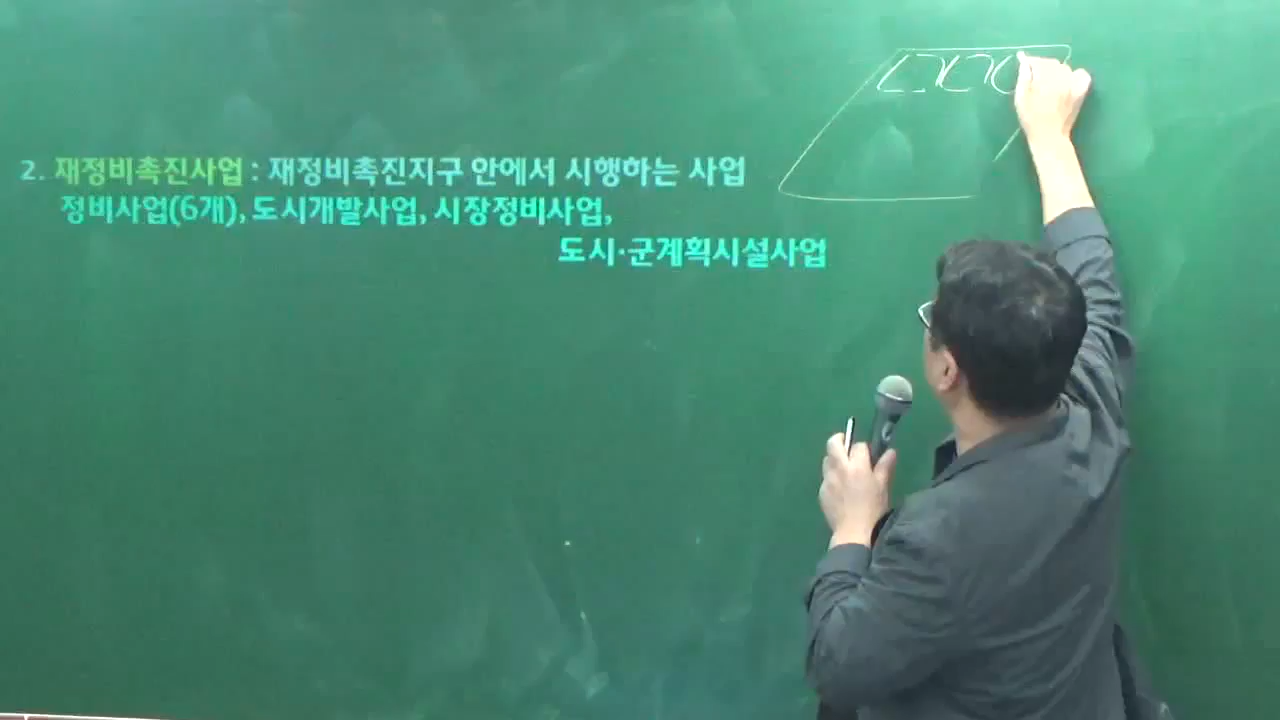 2. 재정비촉진사업 : 재정비촉진지구 안에서 시행하는 사업
정비사업(6개), 도시개발사업, 시장정비사업,
도시·군계획시설사업